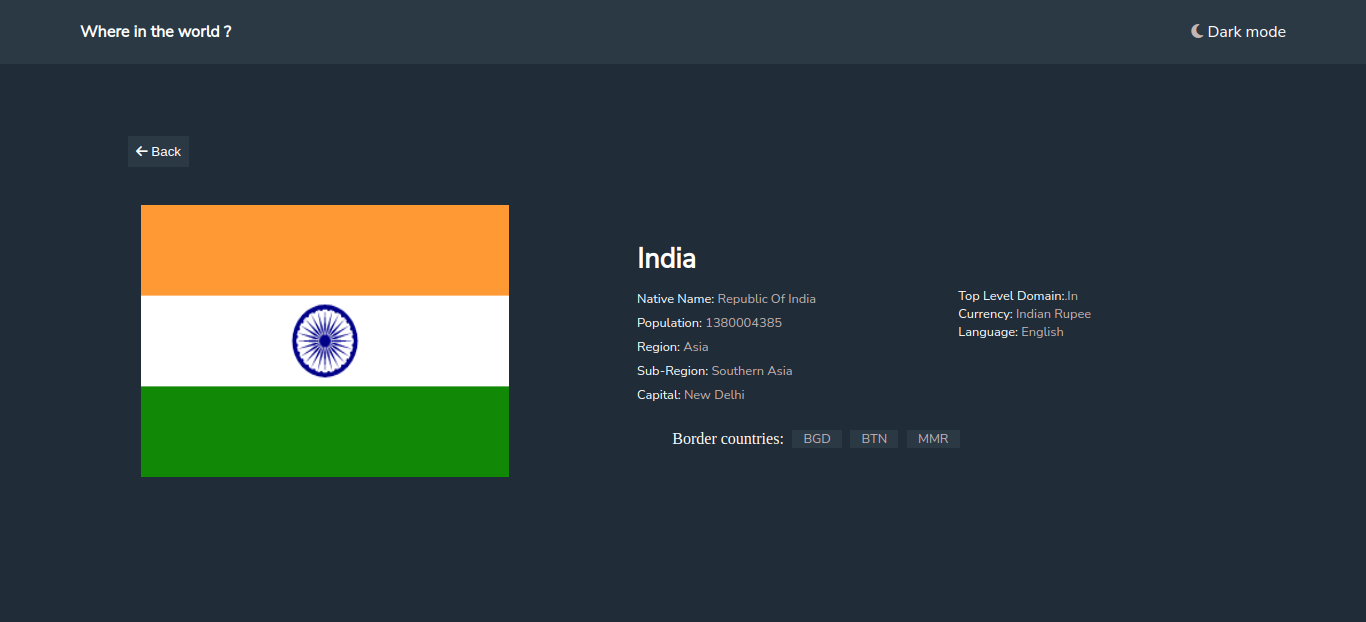 Where in the world ?
Dark mode
Back
India
Native Name: Republic Of India
Population: 1380004385
Region: Asia
Sub-Region: Southern Asia
Capital: New Delhi
Top Level Domain:.In
Currency: Indian Rupee
Language: English
Border countries: BGD BTN MMR